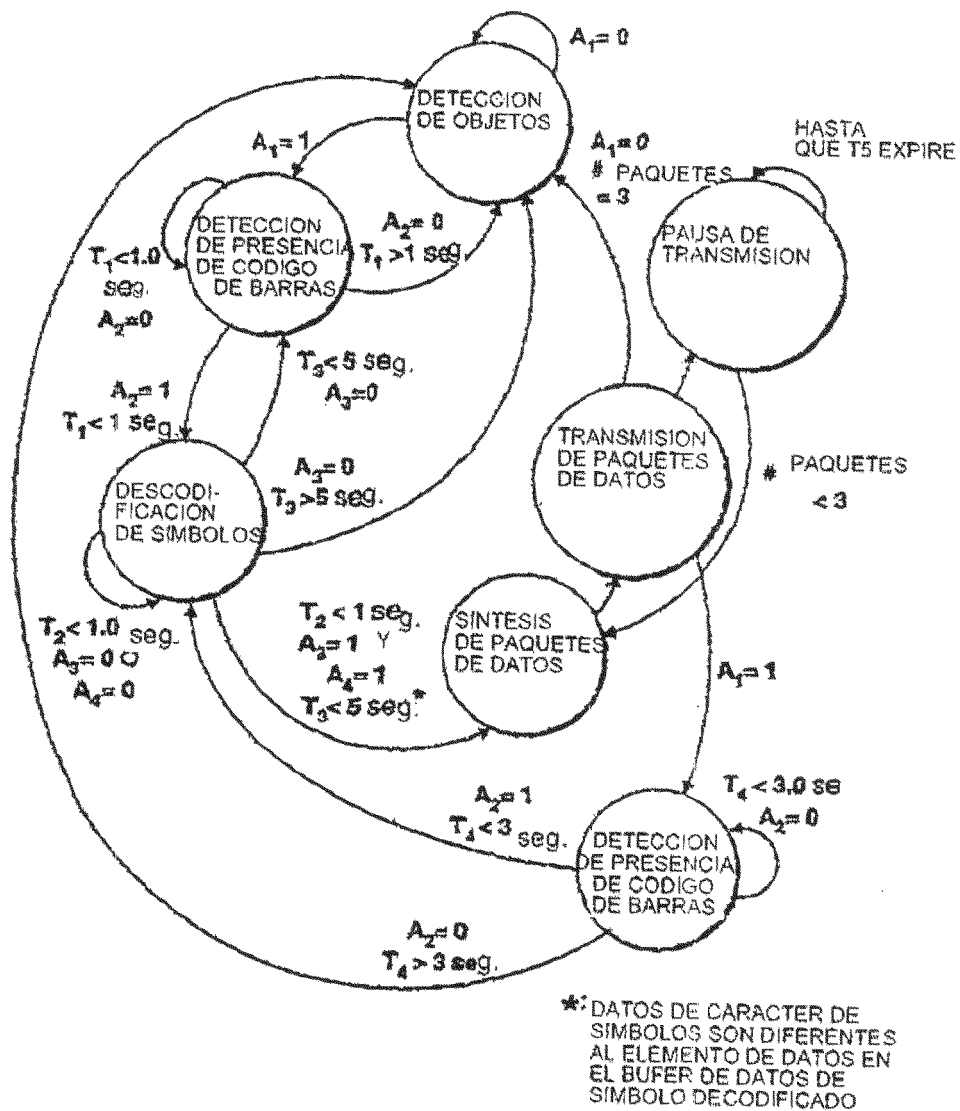 A₁= 0
DETECCION
DE OBJETOS
A₁= 1
A₁=0
# PAQUETES
= 3
HASTA
QUE T5 EXPIRE
DETECCION
DE PRESENCIA
DE CODIGO
DE BARRAS
A₂= 0
T₁ >1 seg.
PAUSA DE
TRANSMISION
T₁<1.0
seg.
A₂=0
T₃< 5 seg.
A₃=0
A₂= 1
T₁< 1 seg.
TRANSMISION
DE PAQUETES
DE DATOS
# PAQUETES
< 3
A₃= 0
T₃ >5 seg.
DESCODI-
FICACION
DE SIMBOLOS
T₂<1.0 seg.
A₃= 0 O
A₄= 0
T₂ < 1 seg.
A₃= 1 Y
A₄= 1
T₃< 5 seg.*
SINTESIS
DE PAQUETES
DE DATOS
A₁= 1
T₄ < 3,0 se
A₂= 0
A₂= 1
T₄< 3 seg.
DETECCION
DE PRESENCIA
DE CODIGO
DE BARRAS
A₂= 0
T₄ > 3 seg.
*: DATOS DE CARACTER DE
SIMBOLOS SON DIFERENTES
AL ELEMENTO DE DATOS EN
EL BUFER DE DATOS DE
SIMBOLO DECODIFICADO